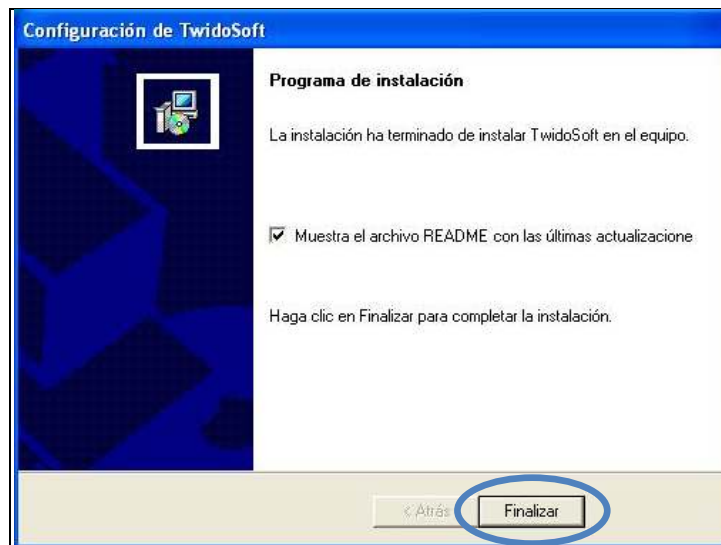 Configuración de TwidoSoft
Programa de instalación
La instalación ha terminado de instalar TwidoSoft en el equipo.
Muestra el archivo README con las últimas actualizacione
Haga clic en Finalizar para completar la instalación.
< Atrás
Finalizar